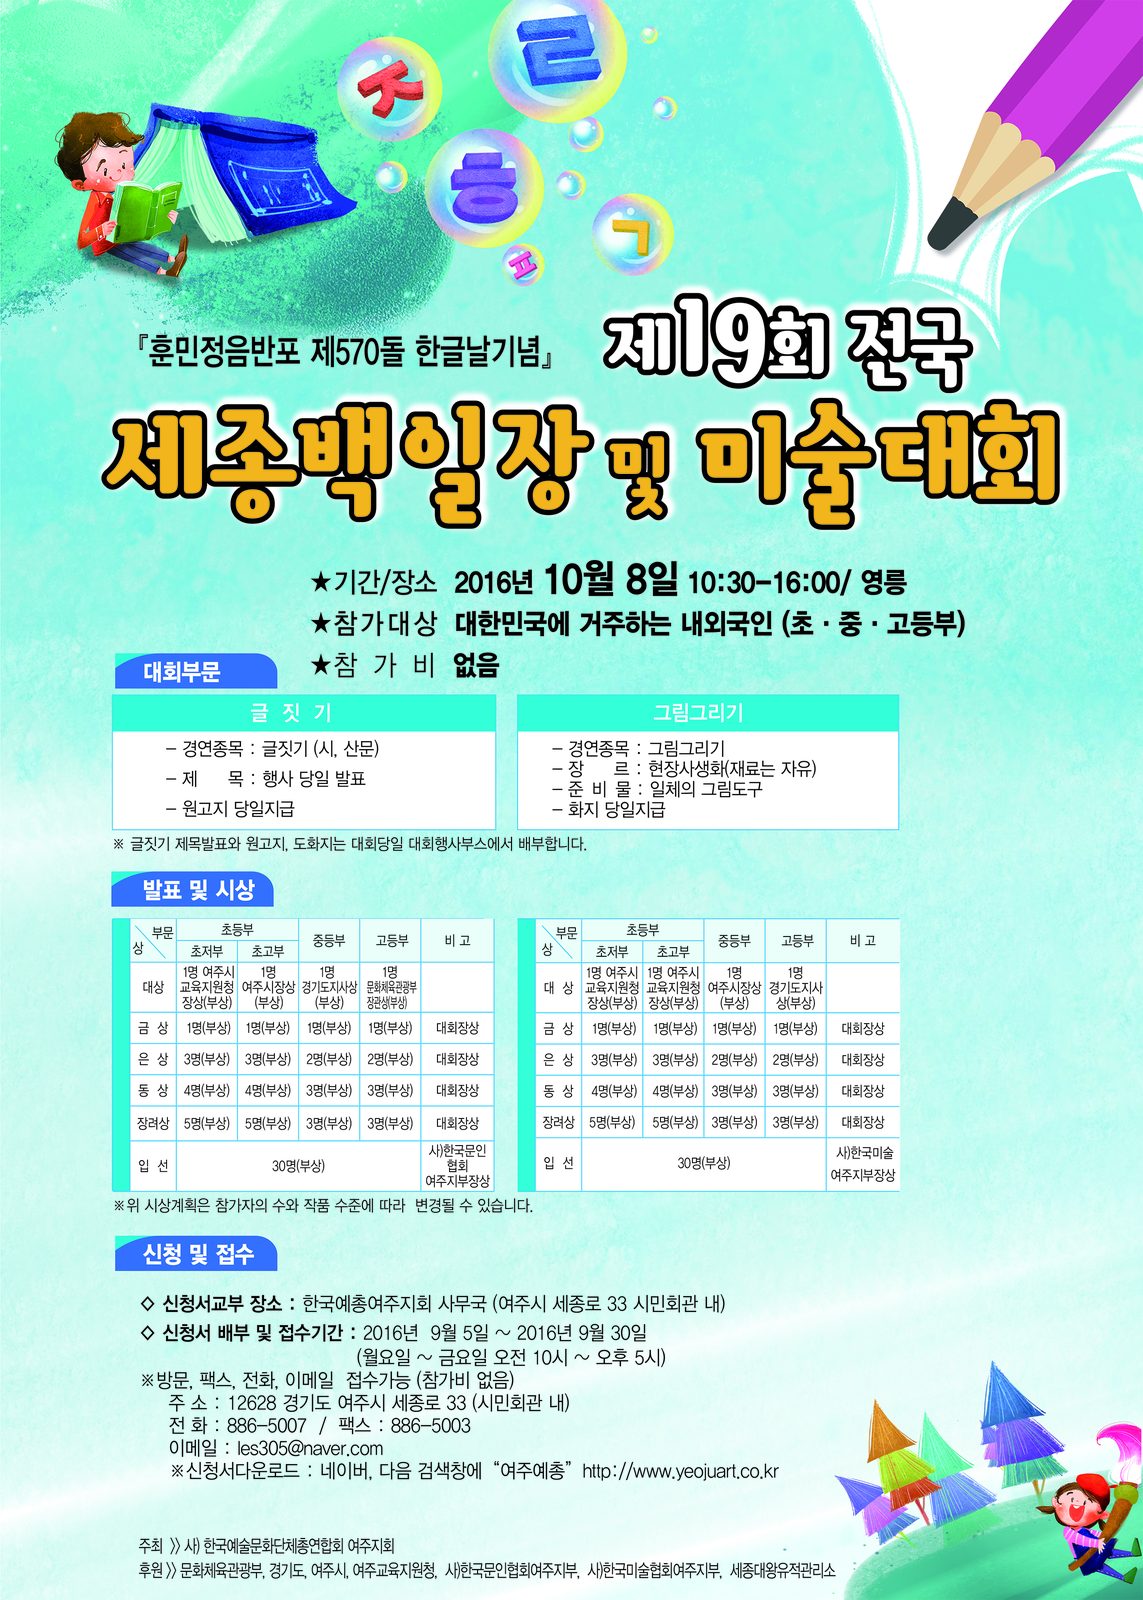 ㅈ
ㄹ
흥
ㄱ
ㅍ
『훈민정음반포 제570돌 한글날기념』 제19회 전국
세종백일장 및 미술대회
★기간/장소 2016년 10월 8일 10:30-16:00/ 영릉
★참가대상 대한민국에 거주하는 내외국인 (초·중·고등부)
★참 가 비 없음
대회부문
글 짓 기
- 경연종목 : 글짓기 (시, 산문)
- 제 목 : 행사 당일 발표
- 원고지 당일지급
그림그리기
- 경연종목 : 그림그리기
- 장 르 : 현장사생화(재료는 자유)
- 준 비 물 : 일체의 그림도구
- 화지 당일지급
※ 글짓기 제목발표와 원고지, 도화지는 대회당일 대회행사부스에서 배부합니다.
발표 및 시상
부문 상 초등부 중등부 고등부 비 고
초저부 초고부
대상 1명 여주시 교육지원청 장상(부상) 1명 여주시장상 (부상) 1명 경기도지사상 (부상) 1명 문화체육관광부 장관상(부상)
금 상 1명(부상) 1명(부상) 1명(부상) 1명(부상) 대회장상
은 상 3명(부상) 3명(부상) 2명(부상) 2명(부상) 대회장상
동 상 4명(부상) 4명(부상) 3명(부상) 3명(부상) 대회장상
장려상 5명(부상) 5명(부상) 3명(부상) 3명(부상) 대회장상
입 선 30명(부상) 사)한국문인 협회 여주지부장상
부문 상 초등부 중등부 고등부 비 고
초저부 초고부
대 상 1명 여주시 교육지원청 장상(부상) 1명 여주시 교육지원청 장상(부상) 1명 여주시장상 (부상) 1명 경기도지사 상(부상)
금 상 1명(부상) 1명(부상) 1명(부상) 1명(부상) 대회장상
은 상 3명(부상) 3명(부상) 2명(부상) 2명(부상) 대회장상
동 상 4명(부상) 4명(부상) 3명(부상) 3명(부상) 대회장상
장려상 5명(부상) 5명(부상) 3명(부상) 3명(부상) 대회장상
입 선 30명(부상) 사)한국미술 여주지부장상
※위 시상계획은 참가자의 수와 작품 수준에 따라 변경될 수 있습니다.
신청 및 접수
◇ 신청서교부 장소 : 한국예총여주지회 사무국 (여주시 세종로 33 시민회관 내)
◇ 신청서 배부 및 접수기간 : 2016년 9월 5일 ~ 2016년 9월 30일
(월요일 ~ 금요일 오전 10시 ~ 오후 5시)
※방문, 팩스, 전화, 이메일 접수가능 (참가비 없음)
주 소 : 12628 경기도 여주시 세종로 33 (시민회관 내)
전 화 : 886-5007 / 팩스 : 886-5003
이메일 : les305@naver.com
※신청서다운로드 : 네이버, 다음 검색창에 “여주예총” http://www.yeojuart.co.kr
주최 》 사) 한국예술문화단체총연합회 여주지회
후원 》 문화체육관광부, 경기도, 여주시, 여주교육지원청, 사)한국문인협회여주지부, 사)한국미술협회여주지부, 세종대왕유적관리소